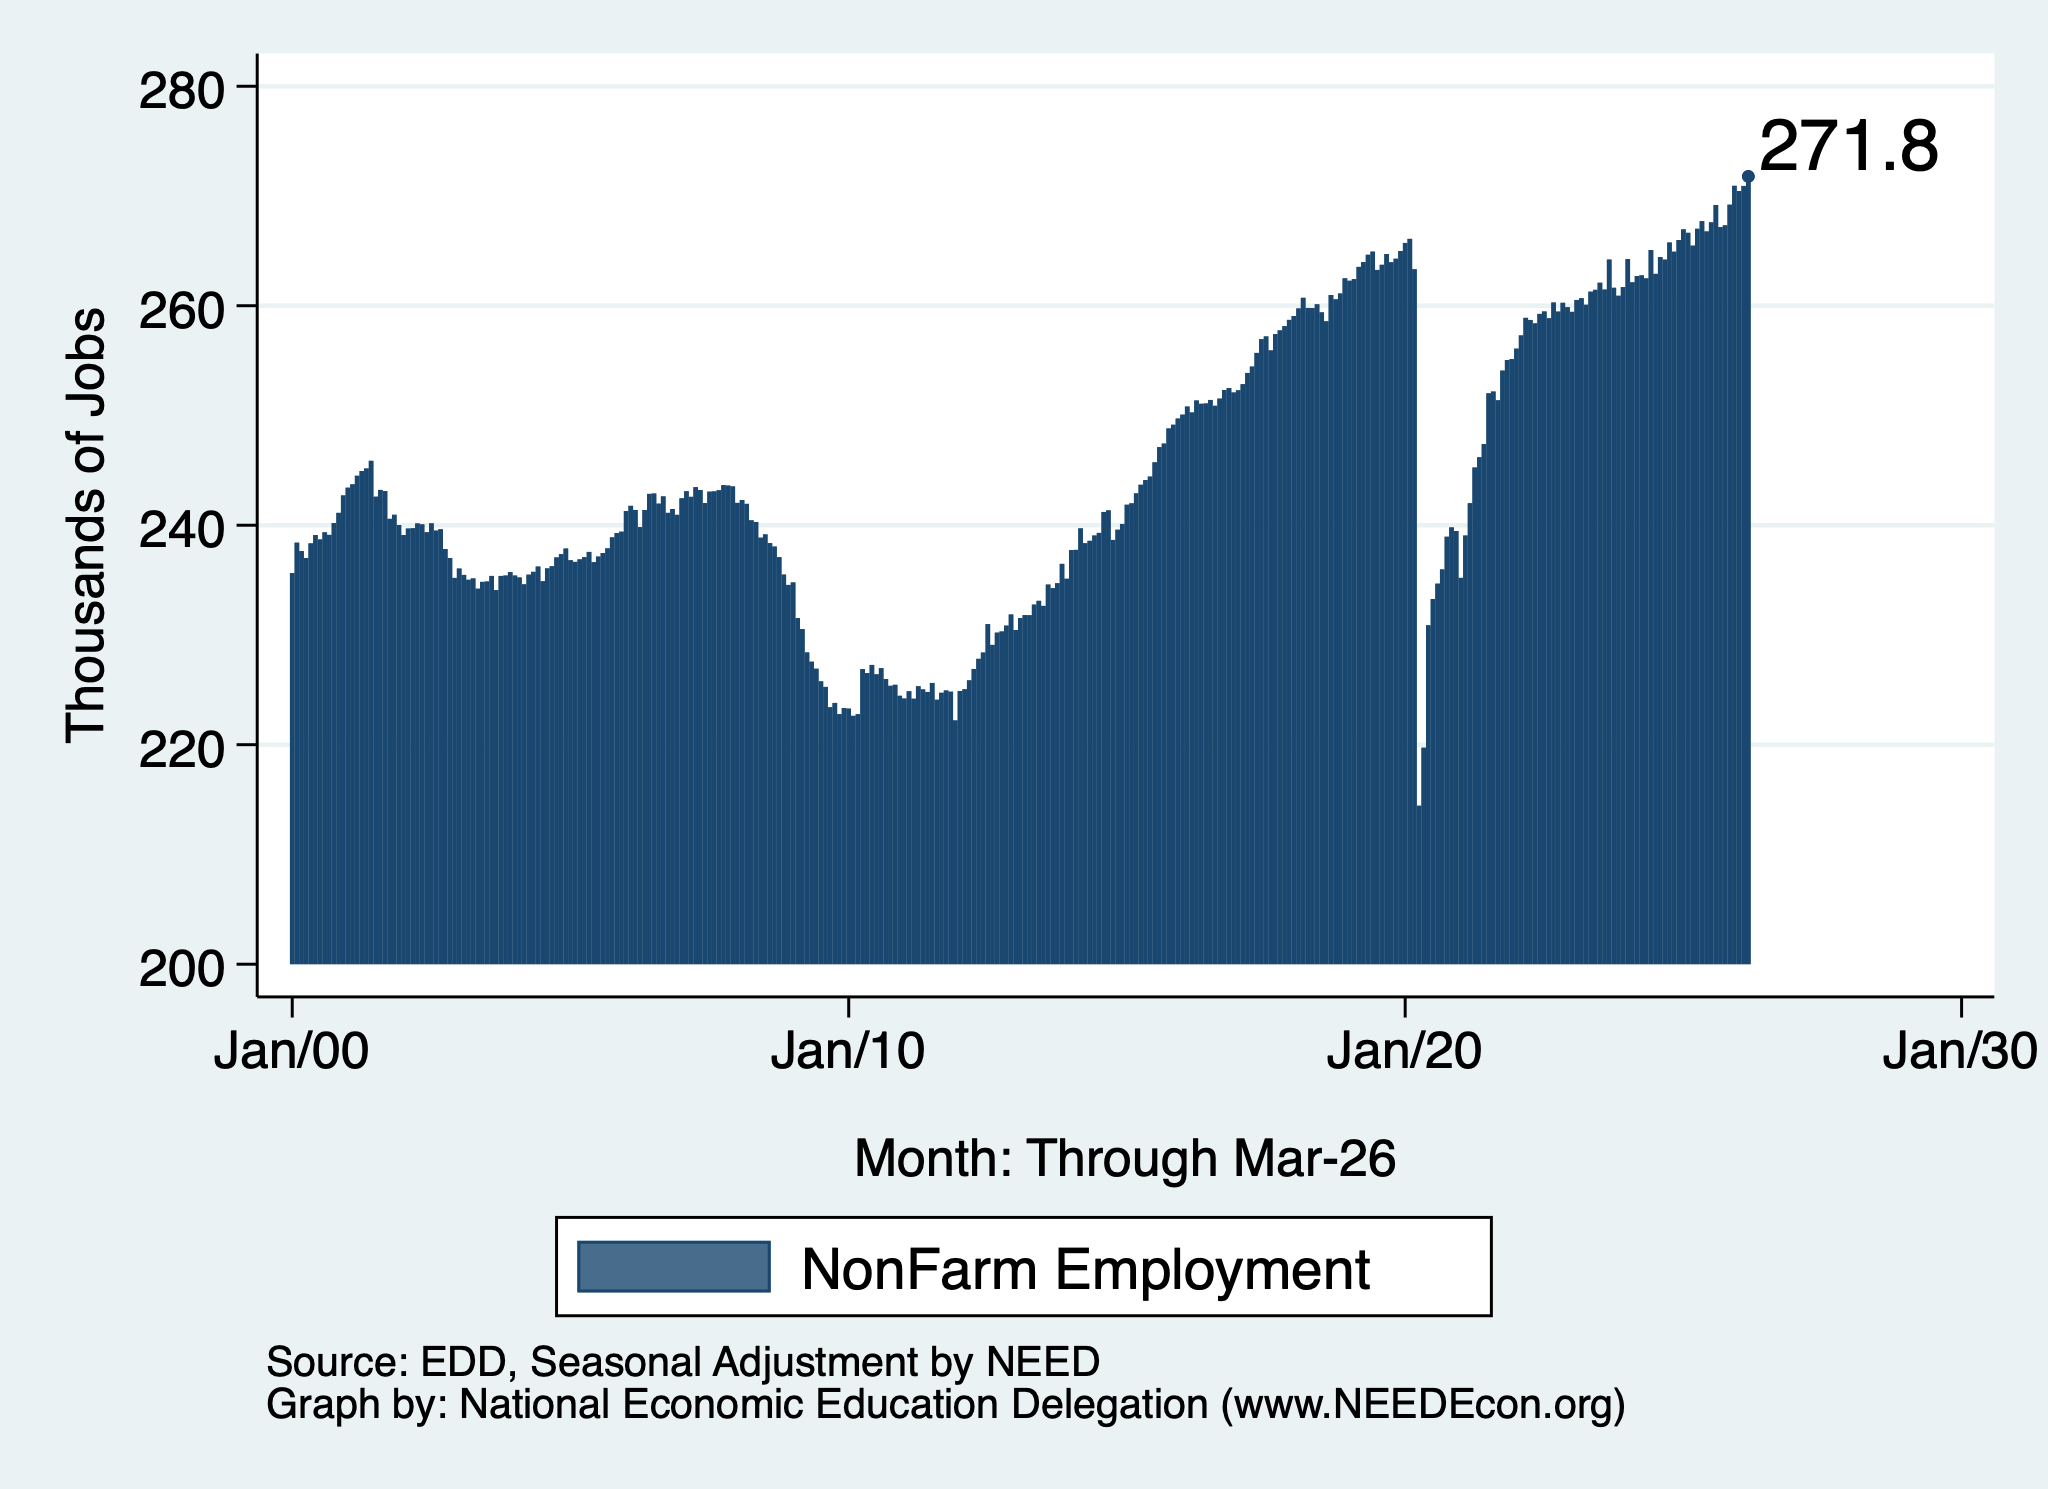 280
271.8
260
240
220
200
Thousands of Jobs
Jan/00 Jan/10 Jan/20 Jan/30
Month: Through Mar-26
NonFarm Employment
Source: EDD, Seasonal Adjustment by NEED
Graph by: National Economic Education Delegation (www.NEEDEcon.org)